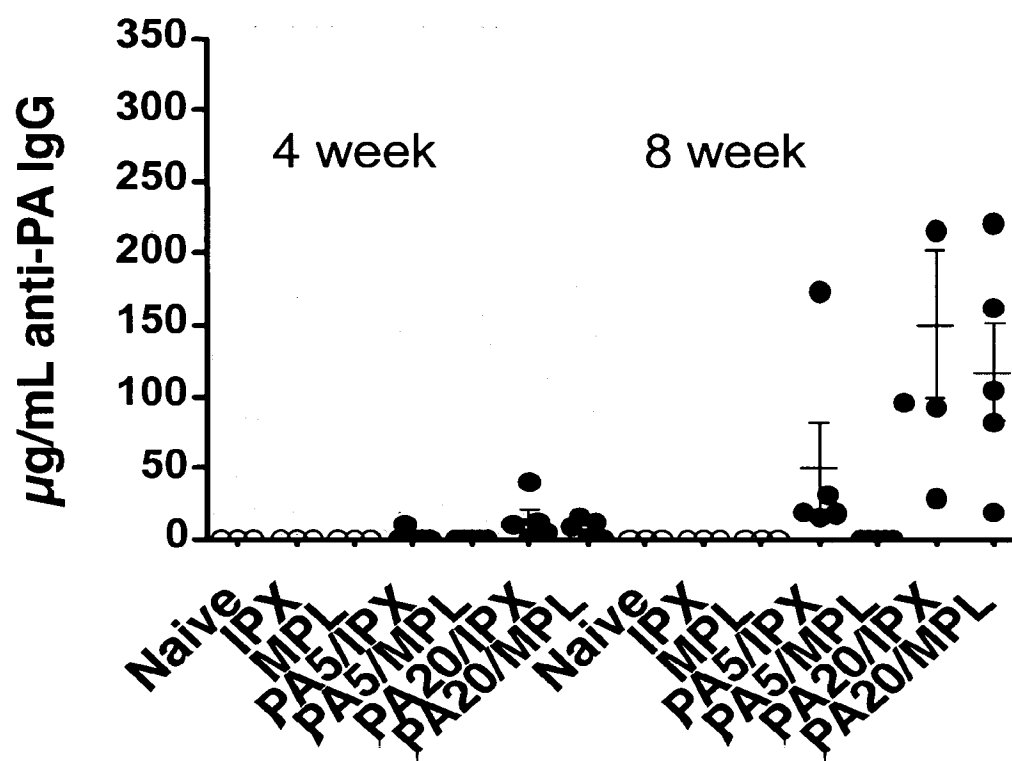 µg/mL anti-PA IgG
350
300
250
200
150
100
50
0
4 week
8 week
Naive
IPX
MPL
PA5/IPX
PA5/MPL
PA20/IPX
PA20/MPL
Naive
IPX
MPL
PA5/IPX
PA5/MPL
PA20/IPX
PA20/MPL